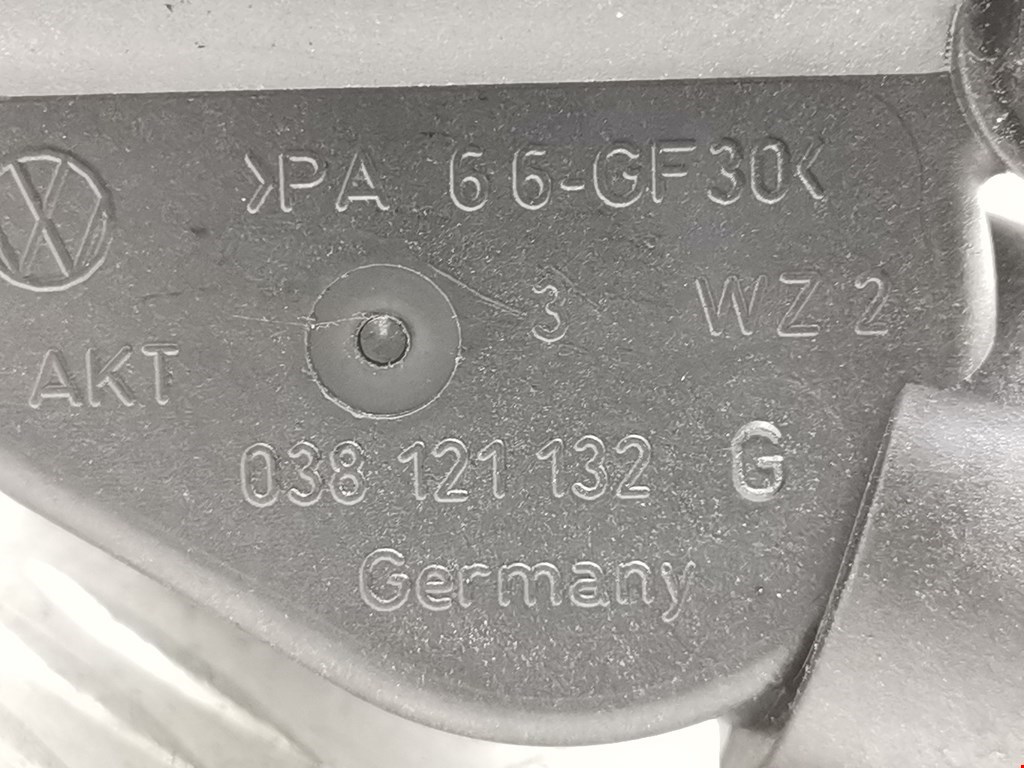 >PA 66-GF30<
3 WZ 2
AKT
038 121 132 G
Germany